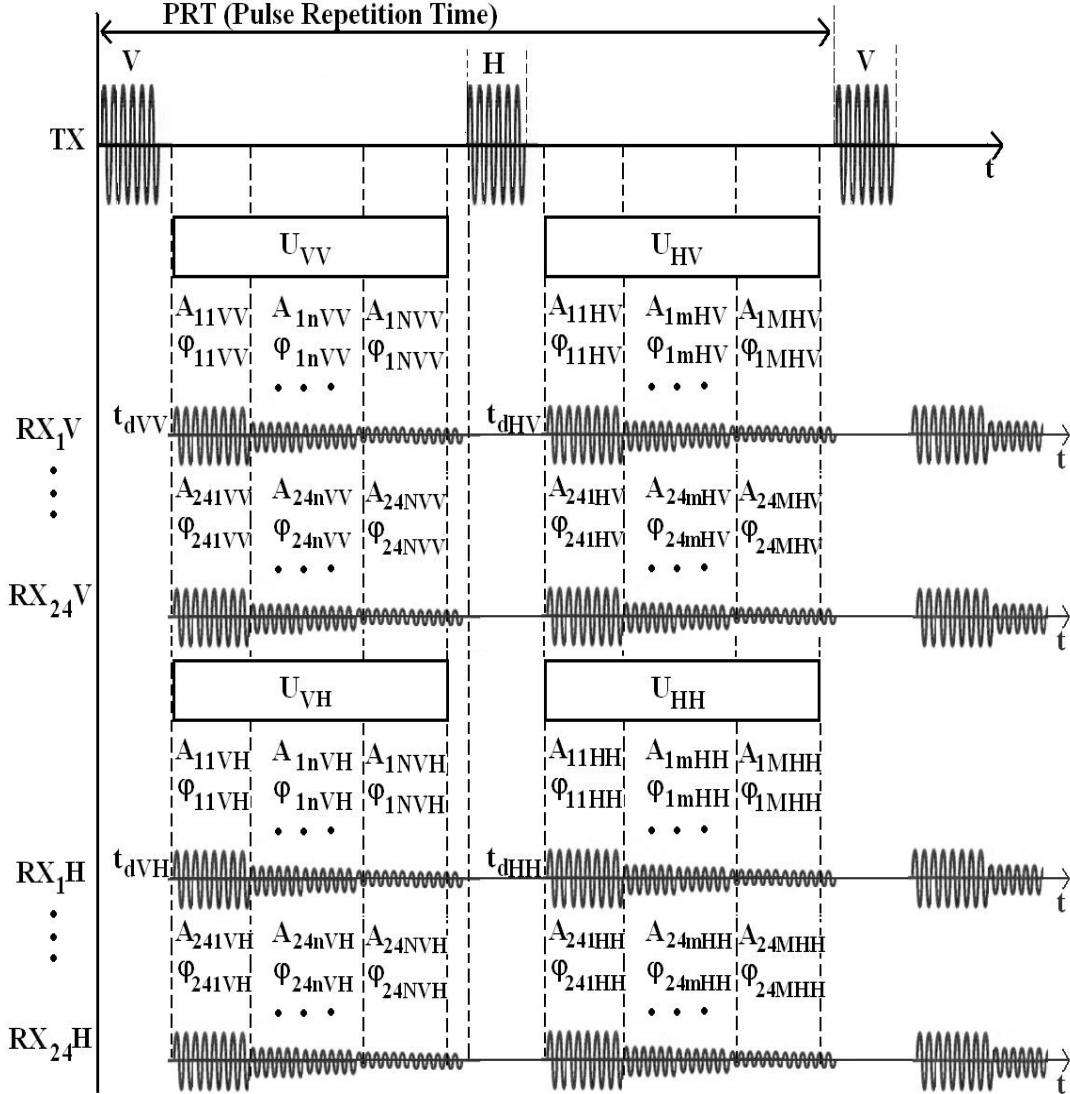 PRT (Pulse Repetition Time)
V H V
TX
t
U_VV U_HV
A_11VV A_1nVV A_1NVV A_11HV A_1mHV A_1MHV
φ_11VV φ_1nVV φ_1NVV φ_11HV φ_1mHV φ_1MHV
• • • • • •
RX_1V t_dVV t_dHV t
A_241VV A_24nVV A_24NVV A_241HV A_24mHV A_24MHV
φ_241VV φ_24nVV φ_24NVV φ_241HV φ_24mHV φ_24MHV
• • • • • •
RX_24V t
U_VH U_HH
A_11VH A_1nVH A_1NVH A_11HH A_1mHH A_1MHH
φ_11VH φ_1nVH φ_1NVH φ_11HH φ_1mHH φ_1MHH
• • • • • •
RX_1H t_dVH t_dHH t
A_241VH A_24nVH A_24NVH A_241HH A_24mHH A_24MHH
φ_241VH φ_24nVH φ_24NVH φ_241HH φ_24mHH φ_24MHH
• • • • • •
RX_24H t